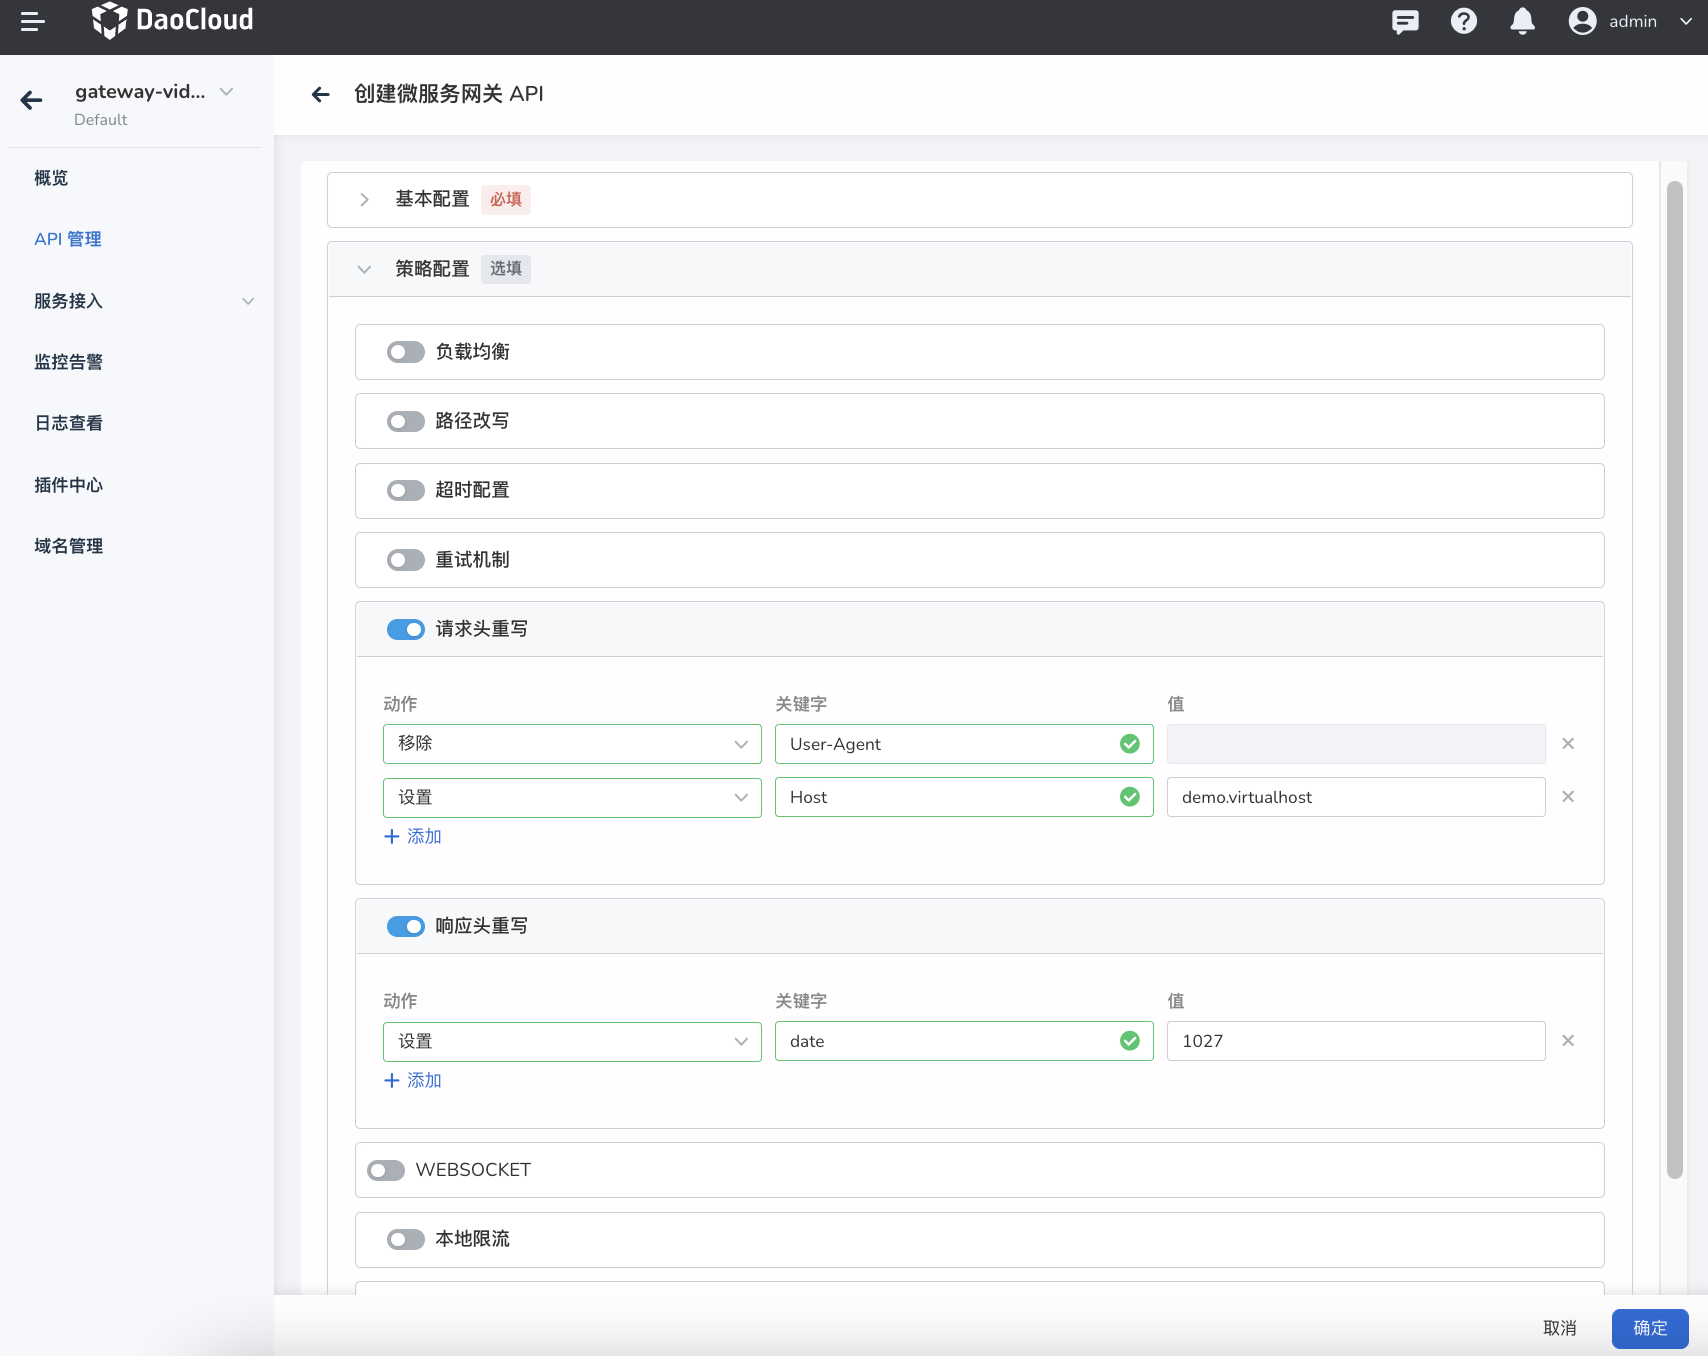 DaoCloud
admin
gateway-vid...
Default
概览
API 管理
服务接入
监控告警
日志查看
插件中心
域名管理
创建微服务网关 API
基本配置 必填
策略配置 选填
负载均衡
路径改写
超时配置
重试机制
请求头重写
动作 关键字 值
移除 User-Agent
设置 Host demo.virtualhost
+ 添加
响应头重写
动作 关键字 值
设置 date 1027
+ 添加
WEBSOCKET
本地限流
取消 确定